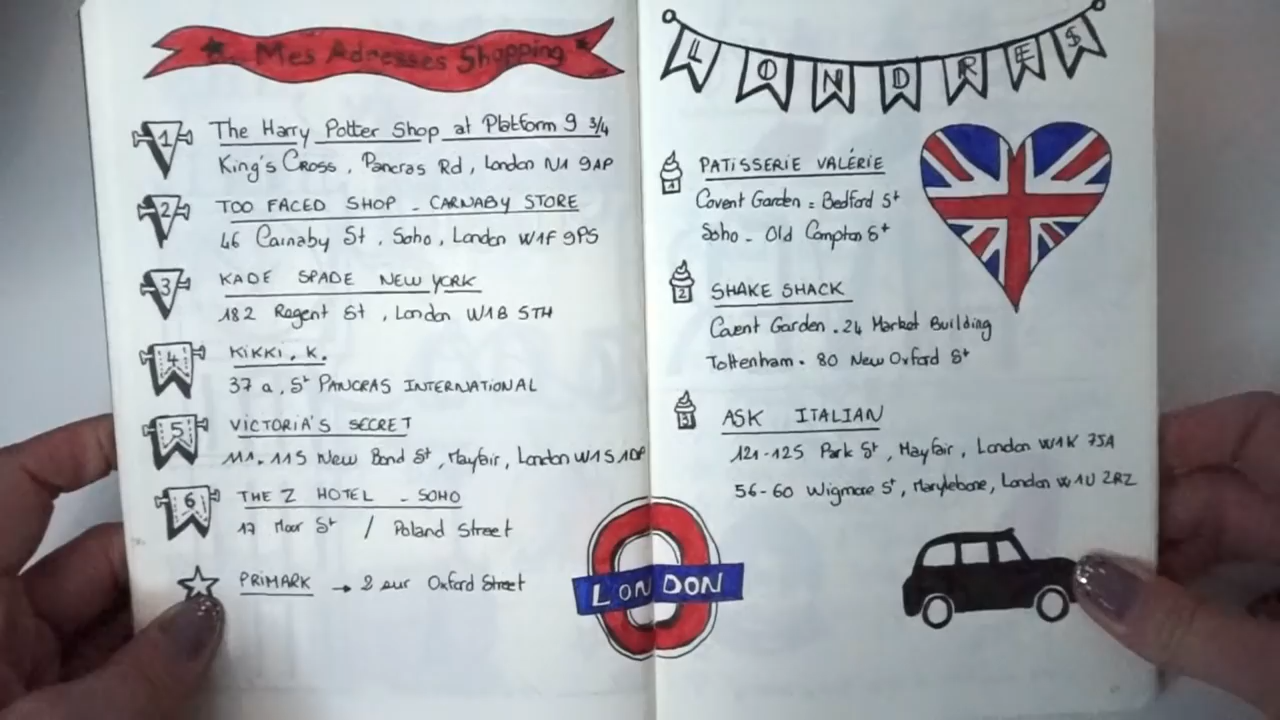 Mes Adresses Shopping
1 The Harry Potter Shop at Platform 9 3/4
King's Cross, Pancras Rd, London N1 9AP
2 TOO FACED SHOP - CARNABY STORE
46 Carnaby St, Soho, London W1F 9PS
3 KADE SPADE NEW YORK
182 Regent St, London W1B 5TH
4 KIKKI. K.
37 a, St PANCRAS INTERNATIONAL
5 VICTORIA'S SECRET
111. 115 New Bond St, Mayfair, London W1S 1DP
6 THE Z HOTEL - SOHO
17 Moor St / Poland Street
PRIMARK → 2 sur Oxford Street
LONDRES
1 PATISSERIE VALÉRIE
Covent Garden = Bedford St
Soho - Old Compton St
2 SHAKE SHACK
Covent Garden. 24 Market Building
Tottenham. 80 New Oxford St
3 ASK ITALIAN
121-125 Park St, Mayfair, London W1K 7JA
56-60 Wigmore St, Marylebone, London W1U 2RZ
LONDON